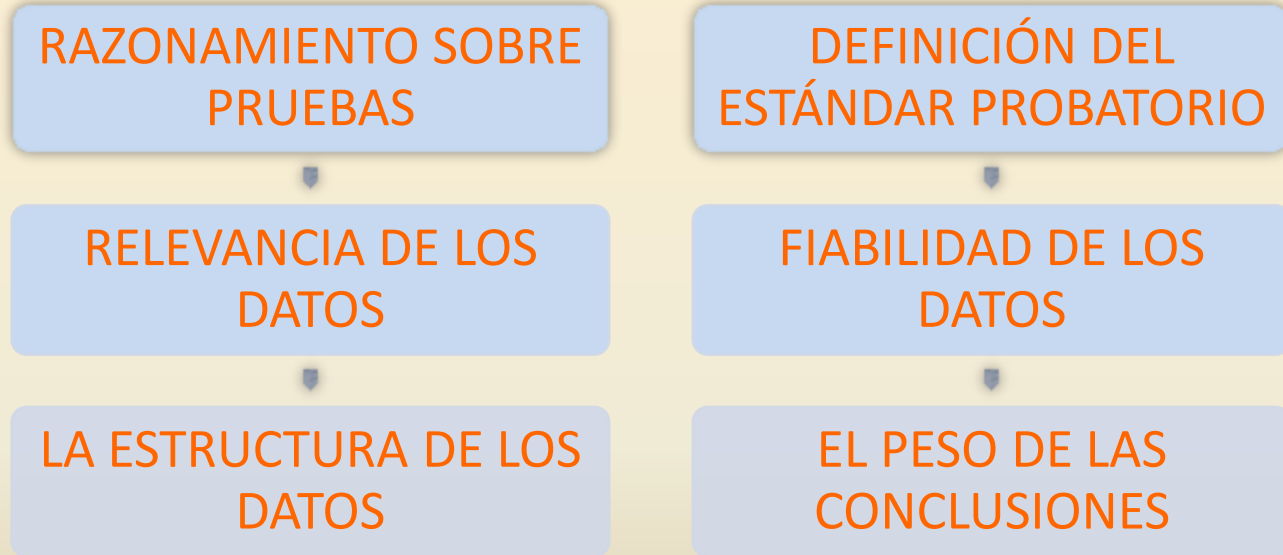 RAZONAMIENTO SOBRE
PRUEBAS
RELEVANCIA DE LOS
DATOS
LA ESTRUCTURA DE LOS
DATOS
DEFINICIÓN DEL
ESTÁNDAR PROBATORIO
FIABILIDAD DE LOS
DATOS
EL PESO DE LAS
CONCLUSIONES